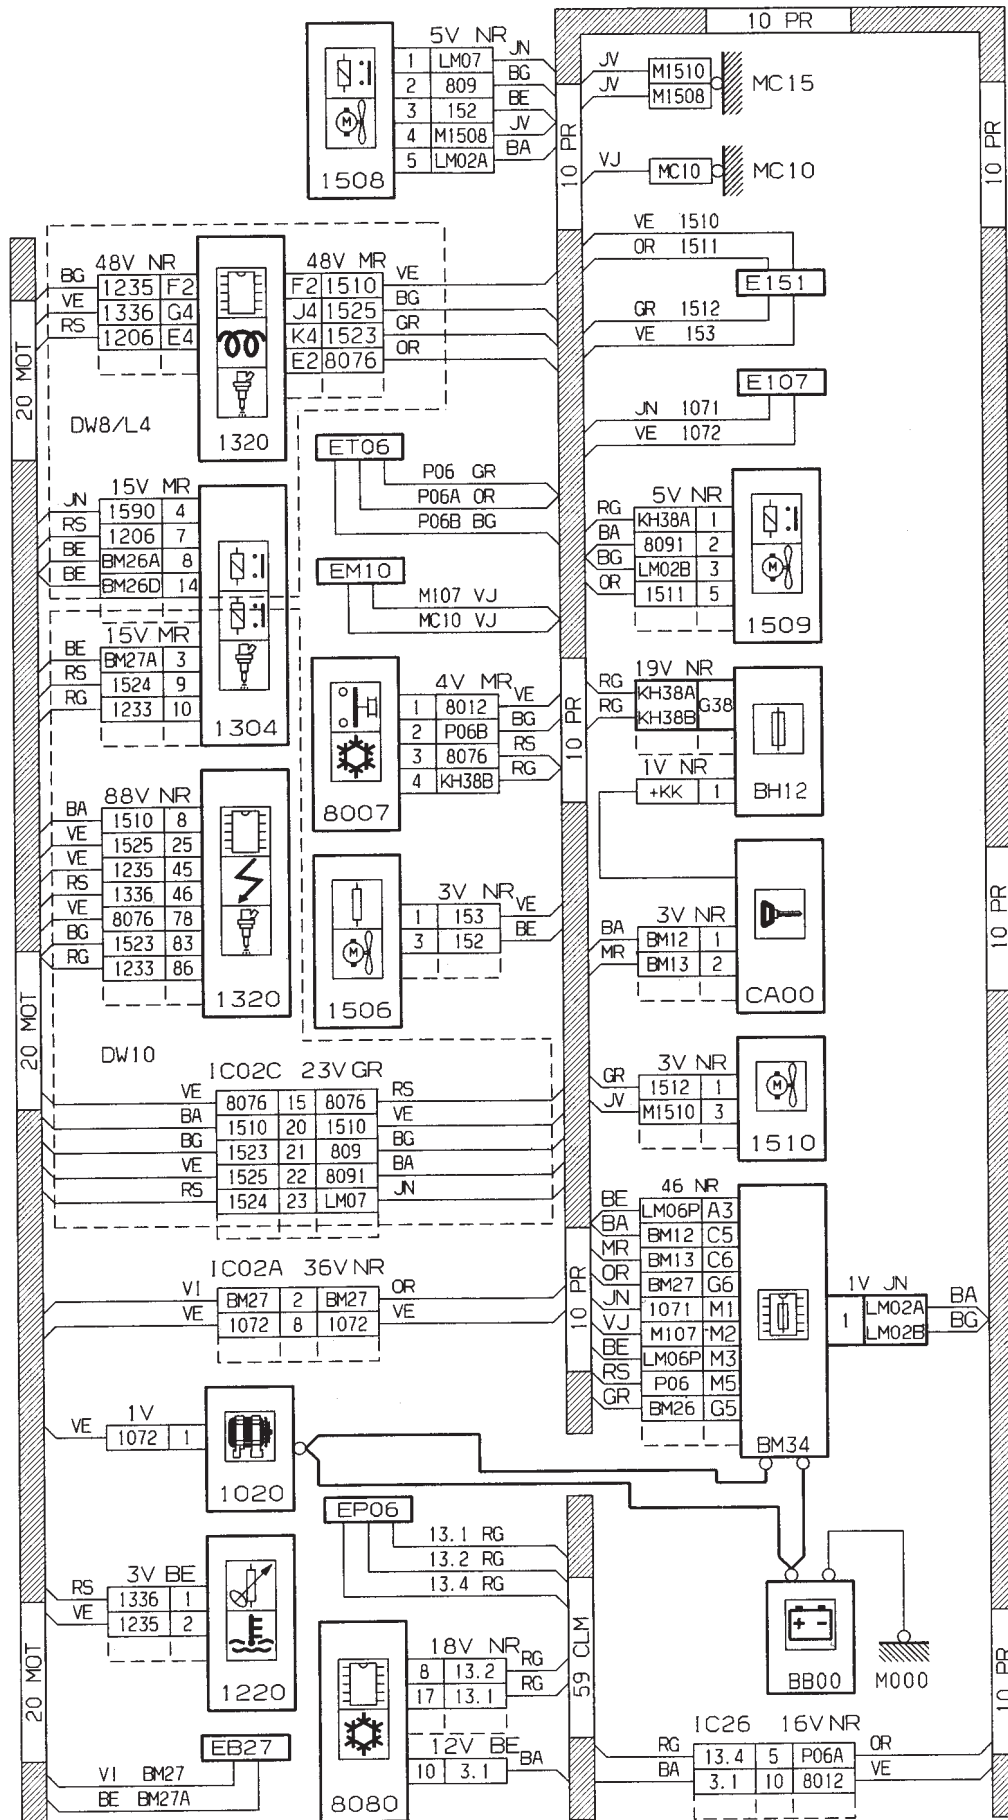 10 PR
5V NR
1 LM07 JN
2 809 BG
3 152 BE
4 M1508 JV
5 LM02A BA
1508
10 PR
JV M1510
JV M1508
MC15
VJ MC10
MC10
10 PR
VE 1510
OR 1511
E151
GR 1512
VE 153
E107
JN 1071
VE 1072
20 MOT
48V NR
BG 1235 F2
VE 1336 G4
RS 1206 E4
48V MR
F2 1510 VE
J4 1525 BG
K4 1523 GR
E2 8076 OR
1320
DW8/L4
ET06
P06 GR
P06A OR
P06B BG
15V MR
JN 1590 4
RS 1206 7
BE BM26A 8
BE BM26D 14
EM10
M107 VJ
MC10 VJ
5V NR
RG KH38A 1
BA 8091 2
BG LM02B 3
OR 1511 5
1509
15V MR
BE BM27A 3
RS 1524 9
RG 1233 10
1304
4V MR
1 8012 VE
2 P06B BG
3 8076 RS
4 KH38B RG
8007
10 PR
19V NR
RG KH38A
RG KH38B
G38
1V NR
+KK 1
BH12
88V NR
BA 1510 8
VE 1525 25
VE 1235 45
RS 1336 46
VE 8076 78
BG 1523 83
RG 1233 86
1320
3V NR
1 153 VE
3 152 BE
1506
3V NR
BA BM12 1
MR BM13 2
CA00
10 PR
20 MOT
DW10
IC02C 23V GR
VE 8076 15 8076 RS
BA 1510 20 1510 VE
BG 1523 21 809 BG
VE 1525 22 8091 BA
RS 1524 23 LM07 JN
3V NR
GR 1512 1
JV M1510 3
1510
IC02A 36V NR
VI BM27 2 BM27 OR
VE 1072 8 1072 VE
10 PR
46 NR
BE LM06P A3
BA BM12 C5
MR BM13 C6
OR BM27 G6
JN 1071 M1
VJ M107 M2
BE LM06P M3
RS P06 M5
GR BM26 G5
BM34
1V JN
1 LM02A BA
LM02B BG
1V
VE 1072 1
1020
EP06
13.1 RG
13.2 RG
13.4 RG
3V BE
RS 1336 1
VE 1235 2
1220
20 MOT
59 CLM
BB00
M000
10 PR
18V NR
8 13.2 RG
17 13.1 RG
12V BE
10 3.1 BA
8080
EB27
VI BM27
BE BM27A
IC26 16V NR
RG 13.4 5 P06A OR
BA 3.1 10 8012 VE